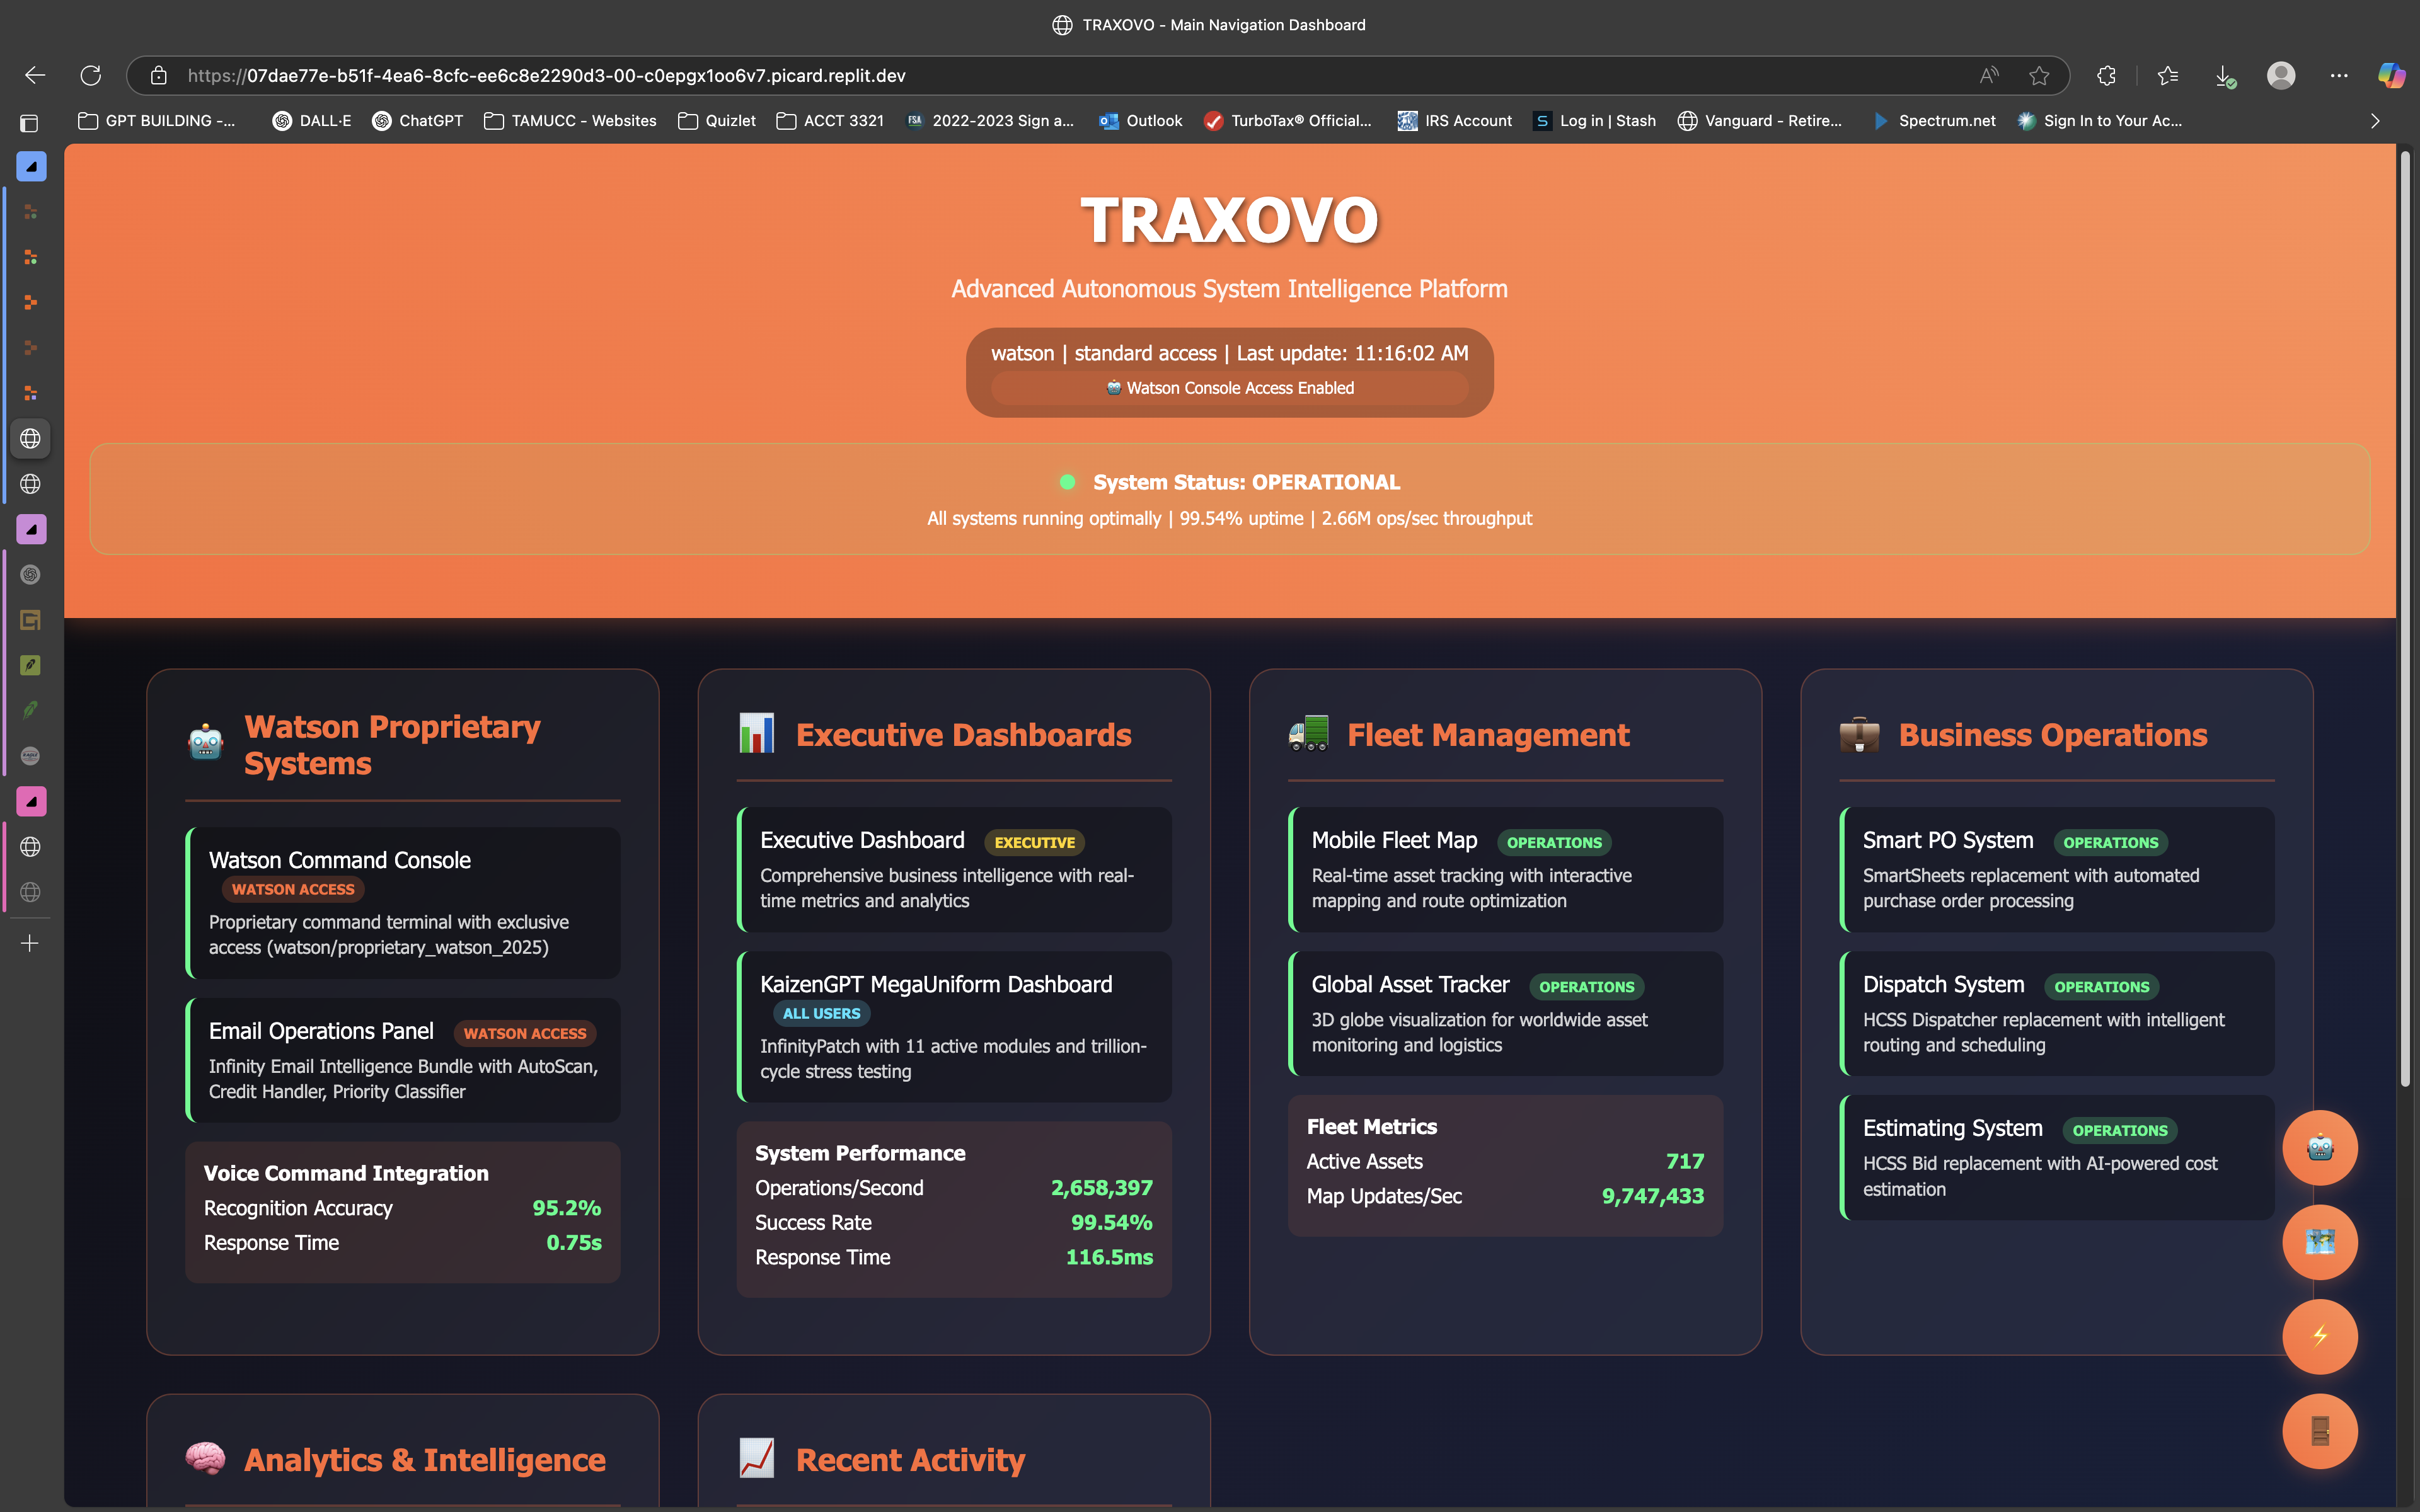 TRAXOVO - Main Navigation Dashboard
https://07dae77e-b51f-4ea6-8cfc-ee6c8e2290d3-00-c0epgx1oo6v7.picard.replit.dev
GPT BUILDING -...
DALL·E
ChatGPT
TAMUCC - Websites
Quizlet
ACCT 3321
FSA
2022-2023 Sign a...
Outlook
TurboTax® Official...
IRS Account
S
Log in | Stash
Vanguard - Retire...
Spectrum.net
Sign In to Your Ac...
TRAXOVO
Advanced Autonomous System Intelligence Platform
watson | standard access | Last update: 11:16:02 AM
Watson Console Access Enabled
System Status: OPERATIONAL
All systems running optimally | 99.54% uptime | 2.66M ops/sec throughput
Watson Proprietary
Systems
Watson Command Console
WATSON ACCESS
Proprietary command terminal with exclusive
access (watson/proprietary_watson_2025)
Email Operations Panel WATSON ACCESS
Infinity Email Intelligence Bundle with AutoScan,
Credit Handler, Priority Classifier
Voice Command Integration
Recognition Accuracy 95.2%
Response Time 0.75s
Executive Dashboards
Executive Dashboard EXECUTIVE
Comprehensive business intelligence with real-
time metrics and analytics
KaizenGPT MegaUniform Dashboard
ALL USERS
InfinityPatch with 11 active modules and trillion-
cycle stress testing
System Performance
Operations/Second 2,658,397
Success Rate 99.54%
Response Time 116.5ms
Fleet Management
Mobile Fleet Map OPERATIONS
Real-time asset tracking with interactive
mapping and route optimization
Global Asset Tracker OPERATIONS
3D globe visualization for worldwide asset
monitoring and logistics
Fleet Metrics
Active Assets 717
Map Updates/Sec 9,747,433
Business Operations
Smart PO System OPERATIONS
SmartSheets replacement with automated
purchase order processing
Dispatch System OPERATIONS
HCSS Dispatcher replacement with intelligent
routing and scheduling
Estimating System OPERATIONS
HCSS Bid replacement with AI-powered cost
estimation
Analytics & Intelligence
Recent Activity